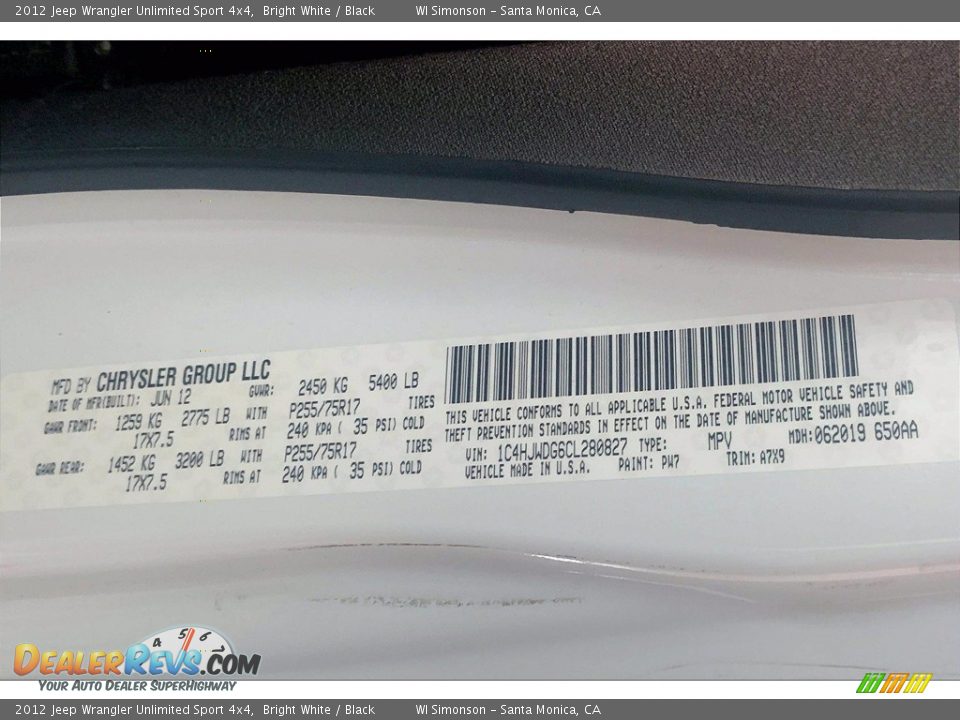 2012 Jeep Wrangler Unlimited Sport 4x4, Bright White / Black WI Simonson - Santa Monica, CA
MFD BY CHRYSLER GROUP LLC
DATE OF MFR(BUILT): JUN 12 GVWR: 2450 KG 5400 LB
GAWR FRONT: 1259 KG 2775 LB WITH P255/75R17 TIRES
17X7.5 RIMS AT 240 KPA ( 35 PSI) COLD
GAWR REAR: 1452 KG 3200 LB WITH P255/75R17 TIRES
17X7.5 RIMS AT 240 KPA ( 35 PSI) COLD
THIS VEHICLE CONFORMS TO ALL APPLICABLE U.S.A. FEDERAL MOTOR VEHICLE SAFETY AND
THEFT PREVENTION STANDARDS IN EFFECT ON THE DATE OF MANUFACTURE SHOWN ABOVE.
VIN: 1C4HJWDG6CL280827 TYPE: MPV MDH:062019 650AA
VEHICLE MADE IN U.S.A. PAINT: PW7 TRIM: A7X9
4 5 6 7
DEALERREVS.COM
YOUR AUTO DEALER SUPERHIGHWAY
2012 Jeep Wrangler Unlimited Sport 4x4, Bright White / Black WI Simonson - Santa Monica, CA